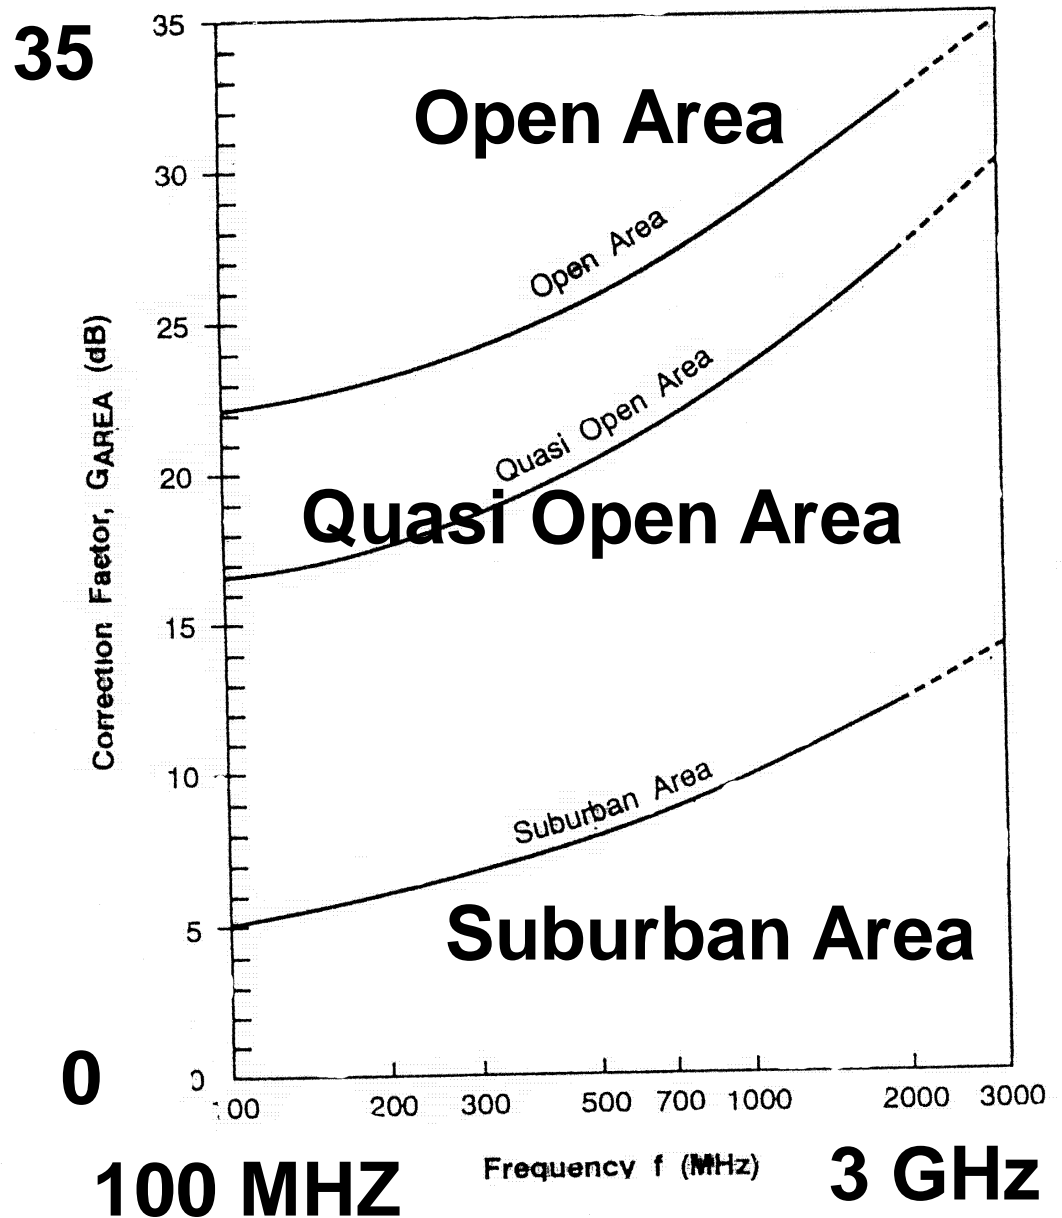 35
35
Open Area
30
Open Area
25
Quasi Open Area
20
Quasi Open Area
15
10
Suburban Area
5
Suburban Area
0
0
100 200 300 500 700 1000 2000 3000
Frequency f (MHz)
100 MHZ
3 GHz
Correction Factor, GAREA (dB)